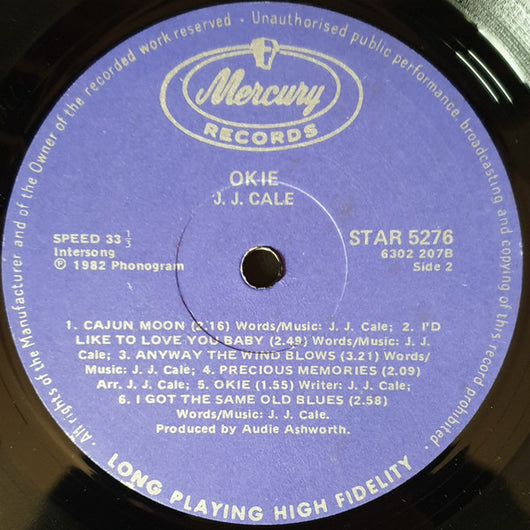 All rights of the Manufacturer and of the Owner of the recorded work reserved · Unauthorised public performance, broadcasting and copying of this record prohibited ·
Mercury
RECORDS
OKIE
J. J. CALE
SPEED 33 1/3
Intersong
℗ 1982 Phonogram
STAR 5276
6302 207B
Side 2
1. CAJUN MOON (2.16) Words/Music: J. J. Cale; 2. I'D
LIKE TO LOVE YOU BABY (2.49) Words/Music: J. J.
Cale; 3. ANYWAY THE WIND BLOWS (3.21) Words/
Music: J. J. Cale; 4. PRECIOUS MEMORIES (2.09)
Arr. J. J. Cale; 5. OKIE (1.55) Writer: J. J. Cale;
6. I GOT THE SAME OLD BLUES (2.58)
Words/Music: J. J. Cale.
Produced by Audie Ashworth.
LONG PLAYING HIGH FIDELITY